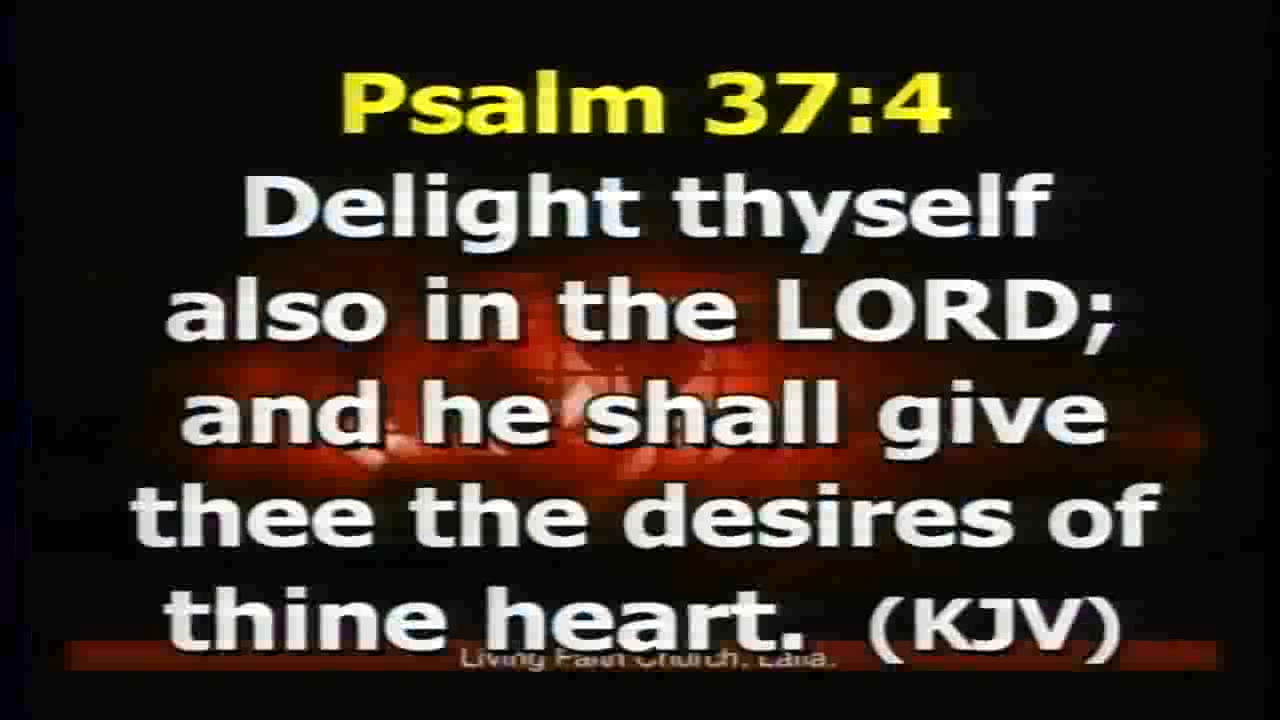 Psalm 37:4
Delight thyself
also in the LORD;
and he shall give
thee the desires of
thine heart. (KJV)
Living Faith Church,